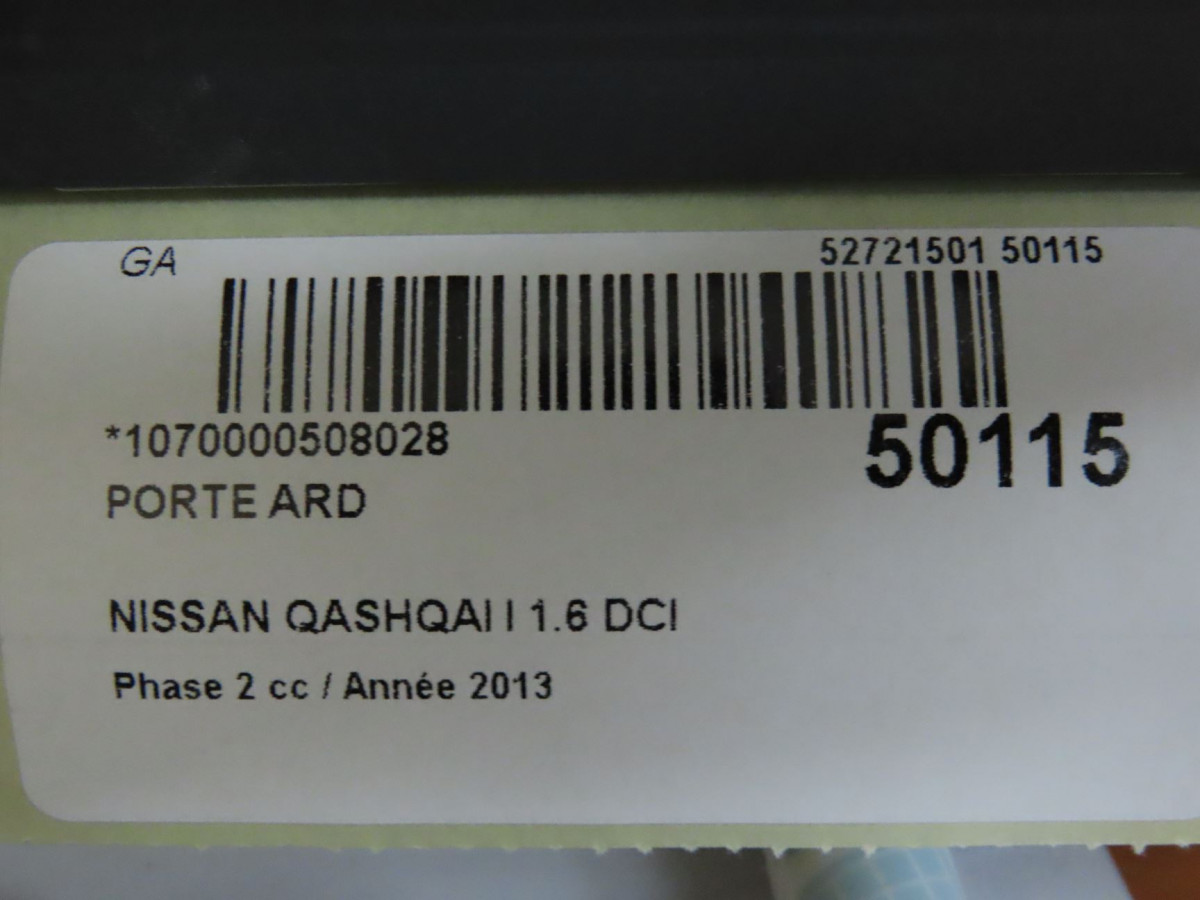 GA
52721501 50115
*1070000508028
50115
PORTE ARD
NISSAN QASHQAI I 1.6 DCI
Phase 2 cc / Année 2013